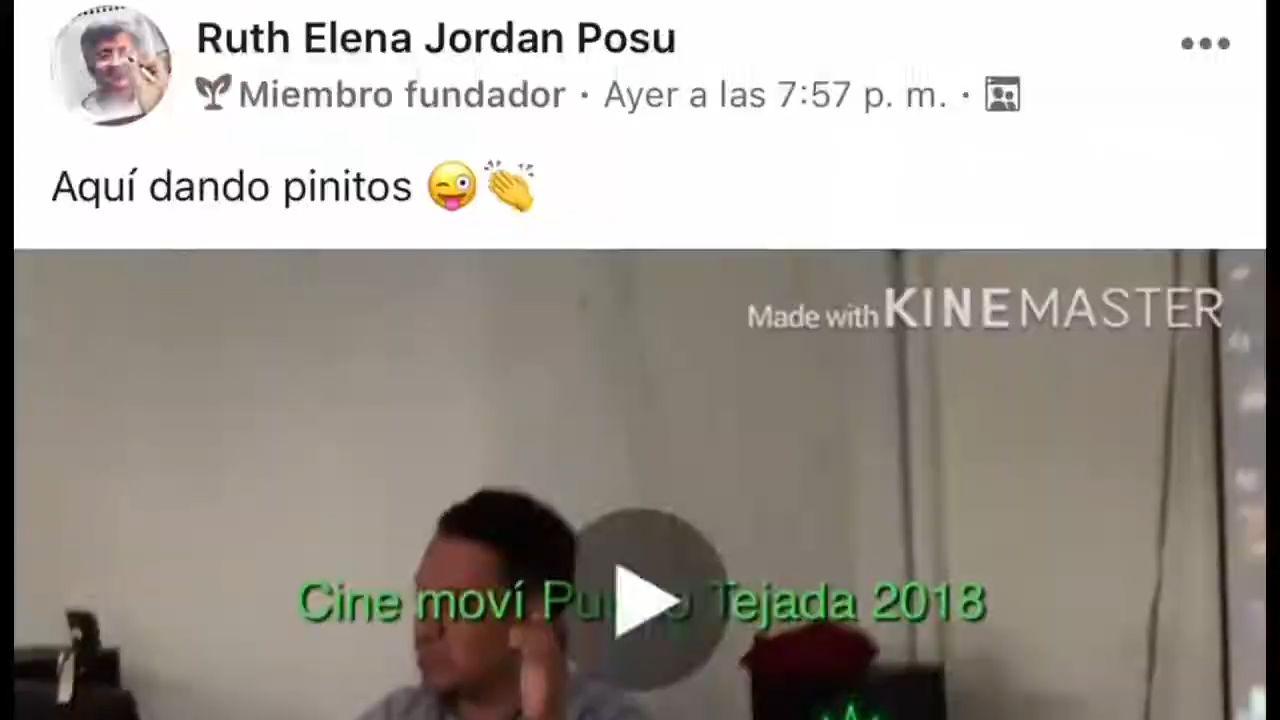 Ruth Elena Jordan Posu
Miembro fundador · Ayer a las 7:57 p. m. ·
Aquí dando pinitos 😜👏
Made with KINEMASTER
Cine moví Tejada 2018